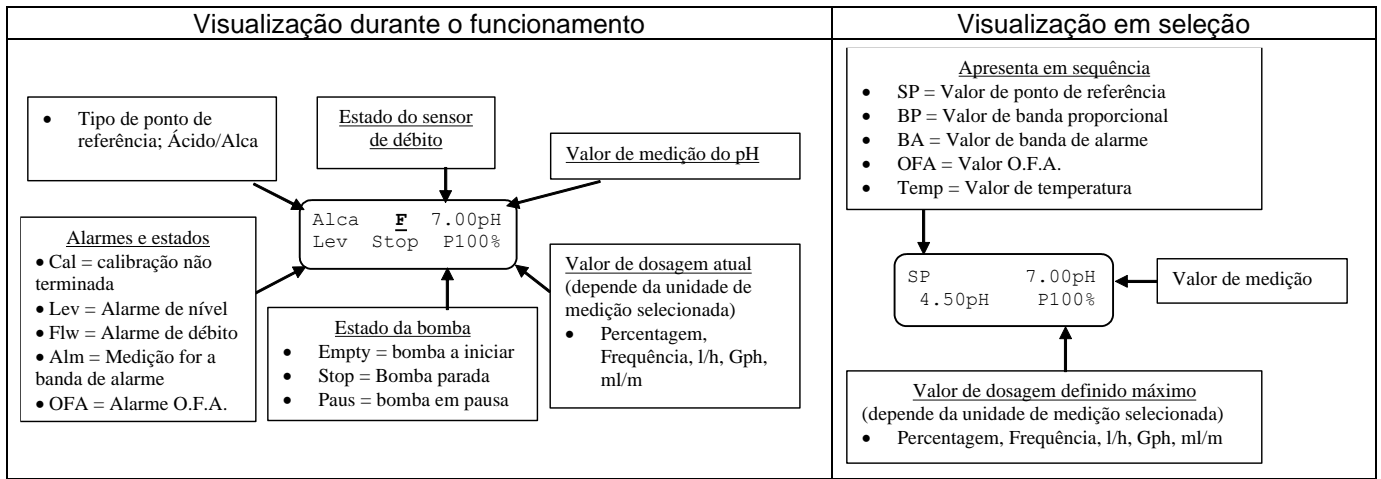 Visualização durante o funcionamento
• Tipo de ponto de
referência; Ácido/Alca
Estado do sensor
de débito
Valor de medição do pH
Alca F 7.00pH
Lev Stop P100%
Alarmes e estados
• Cal = calibração não
terminada
• Lev = Alarme de nível
• Flw = Alarme de débito
• Alm = Medição for a
banda de alarme
• OFA = Alarme O.F.A.
Estado da bomba
• Empty = bomba a iniciar
• Stop = Bomba parada
• Paus = bomba em pausa
Valor de dosagem atual
(depende da unidade de
medição selecionada)
• Percentagem,
Frequência, l/h, Gph,
ml/m
Visualização em seleção
Apresenta em sequência
• SP = Valor de ponto de referência
• BP = Valor de banda proporcional
• BA = Valor de banda de alarme
• OFA = Valor O.F.A.
• Temp = Valor de temperatura
SP 7.00pH
4.50pH P100%
Valor de medição
Valor de dosagem definido máximo
(depende da unidade de medição selecionada)
• Percentagem, Frequência, l/h, Gph, ml/m